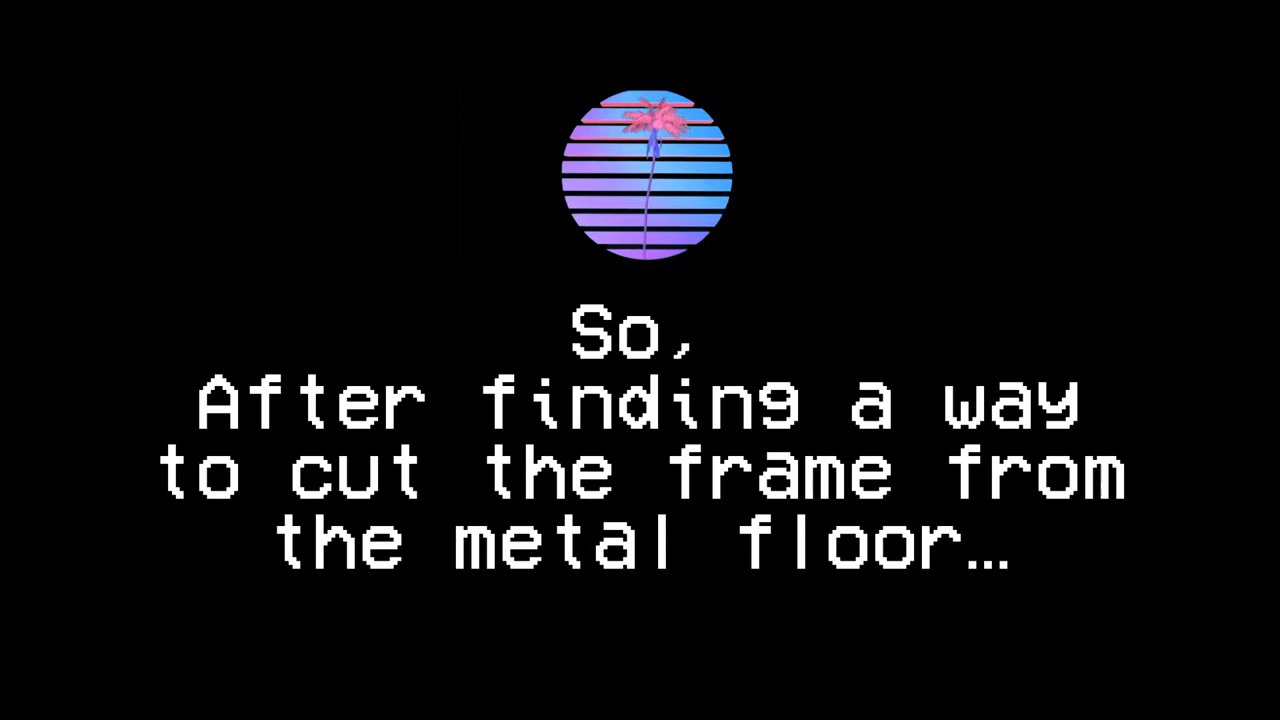 So,
After finding a way
to cut the frame from
the metal floor…